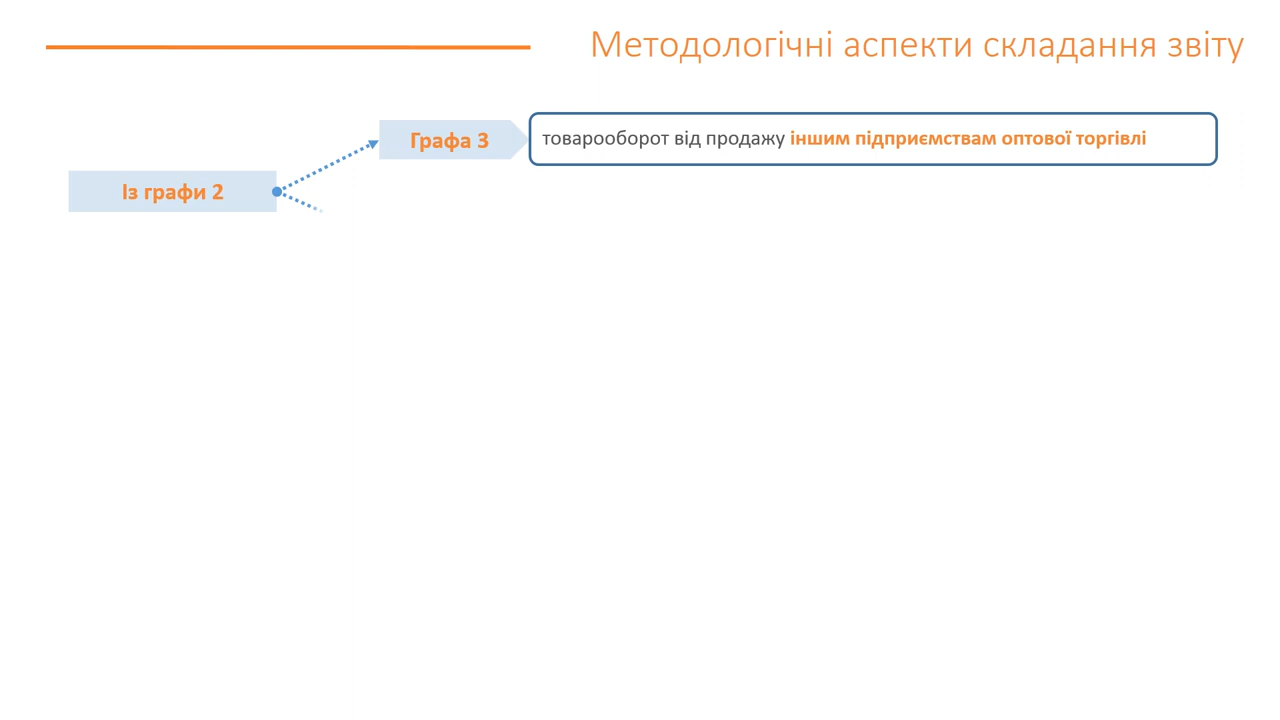 Методологічні аспекти складання звіту
Графа 3
товарооборот від продажу іншим підприємствам оптової торгівлі
Із графи 2